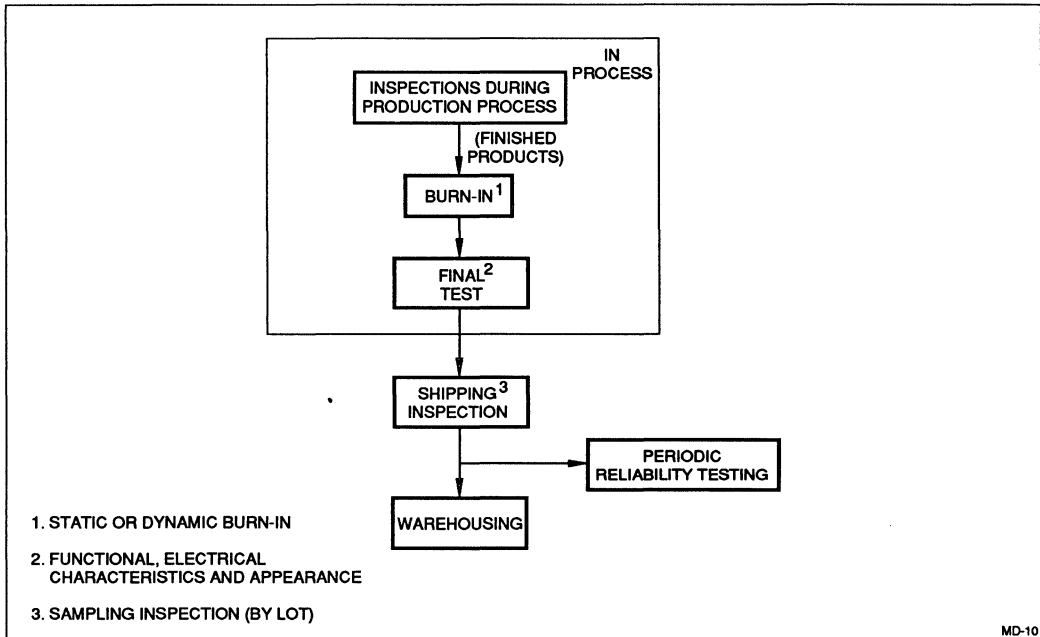 IN
PROCESS
INSPECTIONS DURING
PRODUCTION PROCESS
(FINISHED
PRODUCTS)
BURN-IN1
FINAL2
TEST
SHIPPING3
INSPECTION
PERIODIC
RELIABILITY TESTING
WAREHOUSING
1. STATIC OR DYNAMIC BURN-IN
2. FUNCTIONAL, ELECTRICAL
CHARACTERISTICS AND APPEARANCE
3. SAMPLING INSPECTION (BY LOT)
MD-10